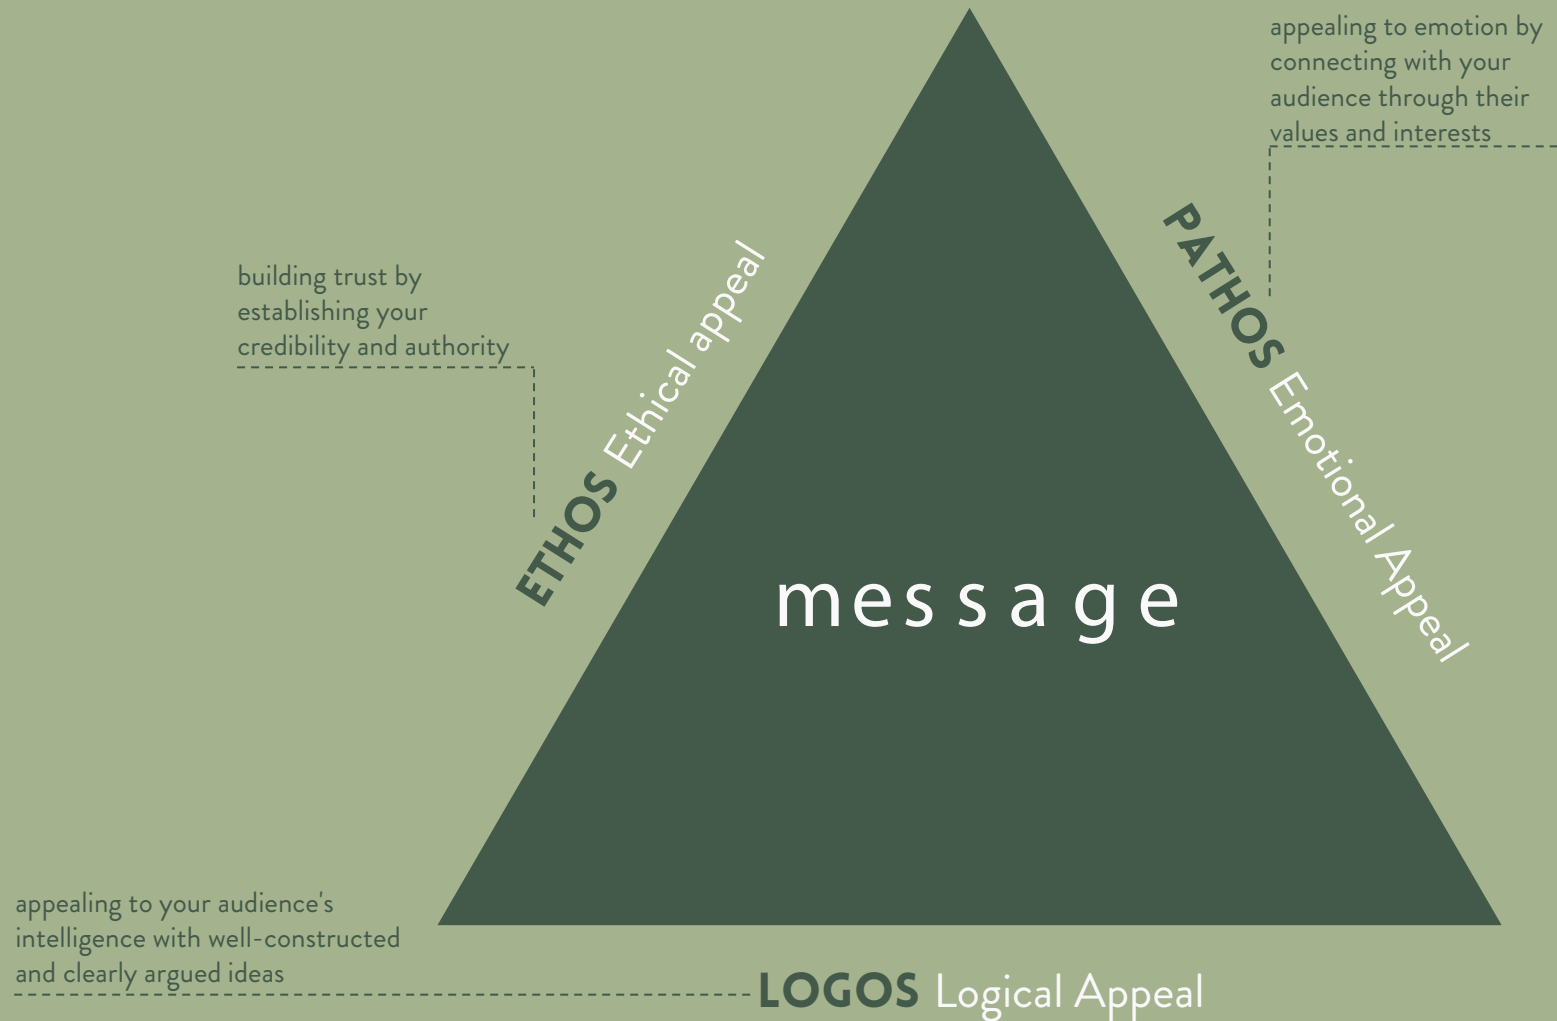 appealing to emotion by
connecting with your
audience through their
values and interests
PATHOS Emotional Appeal
building trust by
establishing your
credibility and authority
ETHOS Ethical appeal
message
appealing to your audience's
intelligence with well-constructed
and clearly argued ideas
LOGOS Logical Appeal